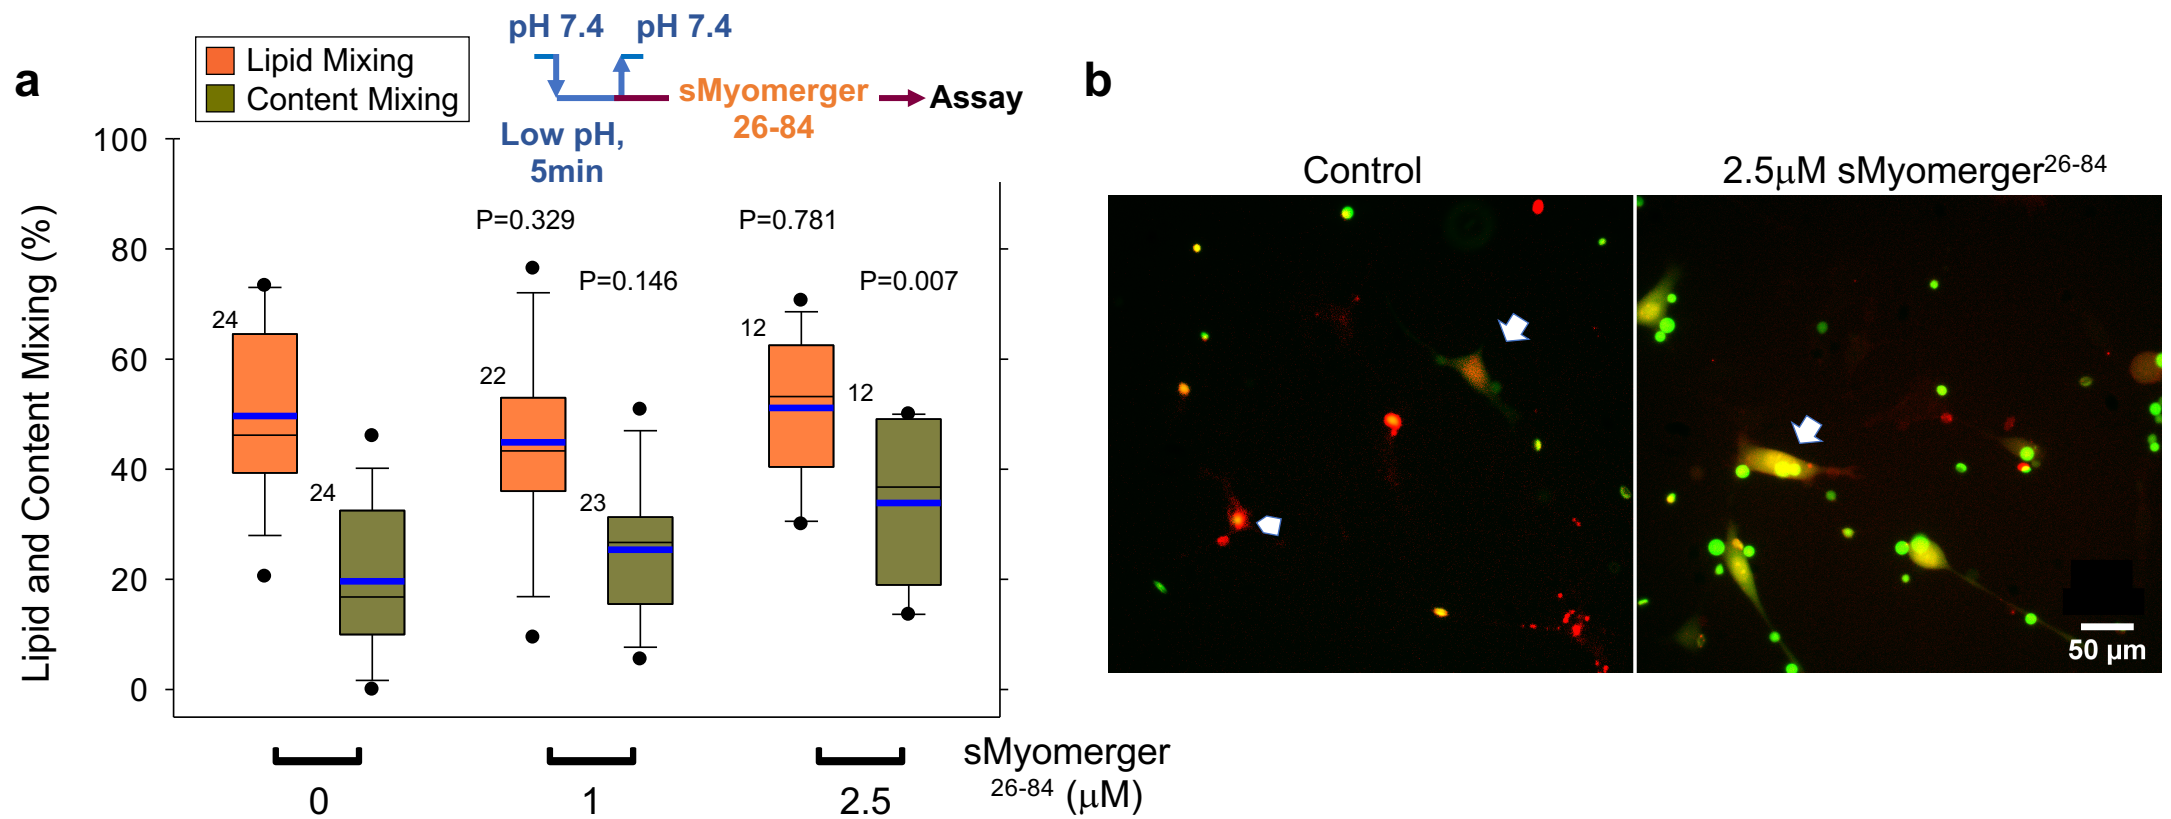 a
Lipid Mixing
Content Mixing
pH 7.4 pH 7.4
sMyomerger
26-84
Assay
Low pH,
5min
Lipid and Content Mixing (%)
100
80
60
40
20
0
P=0.329
P=0.781
P=0.146
P=0.007
24
24
22
23
12
12
0
1
2.5
sMyomerger
26-84 (μM)
b
Control
2.5μM sMyomerger26-84
50 μm